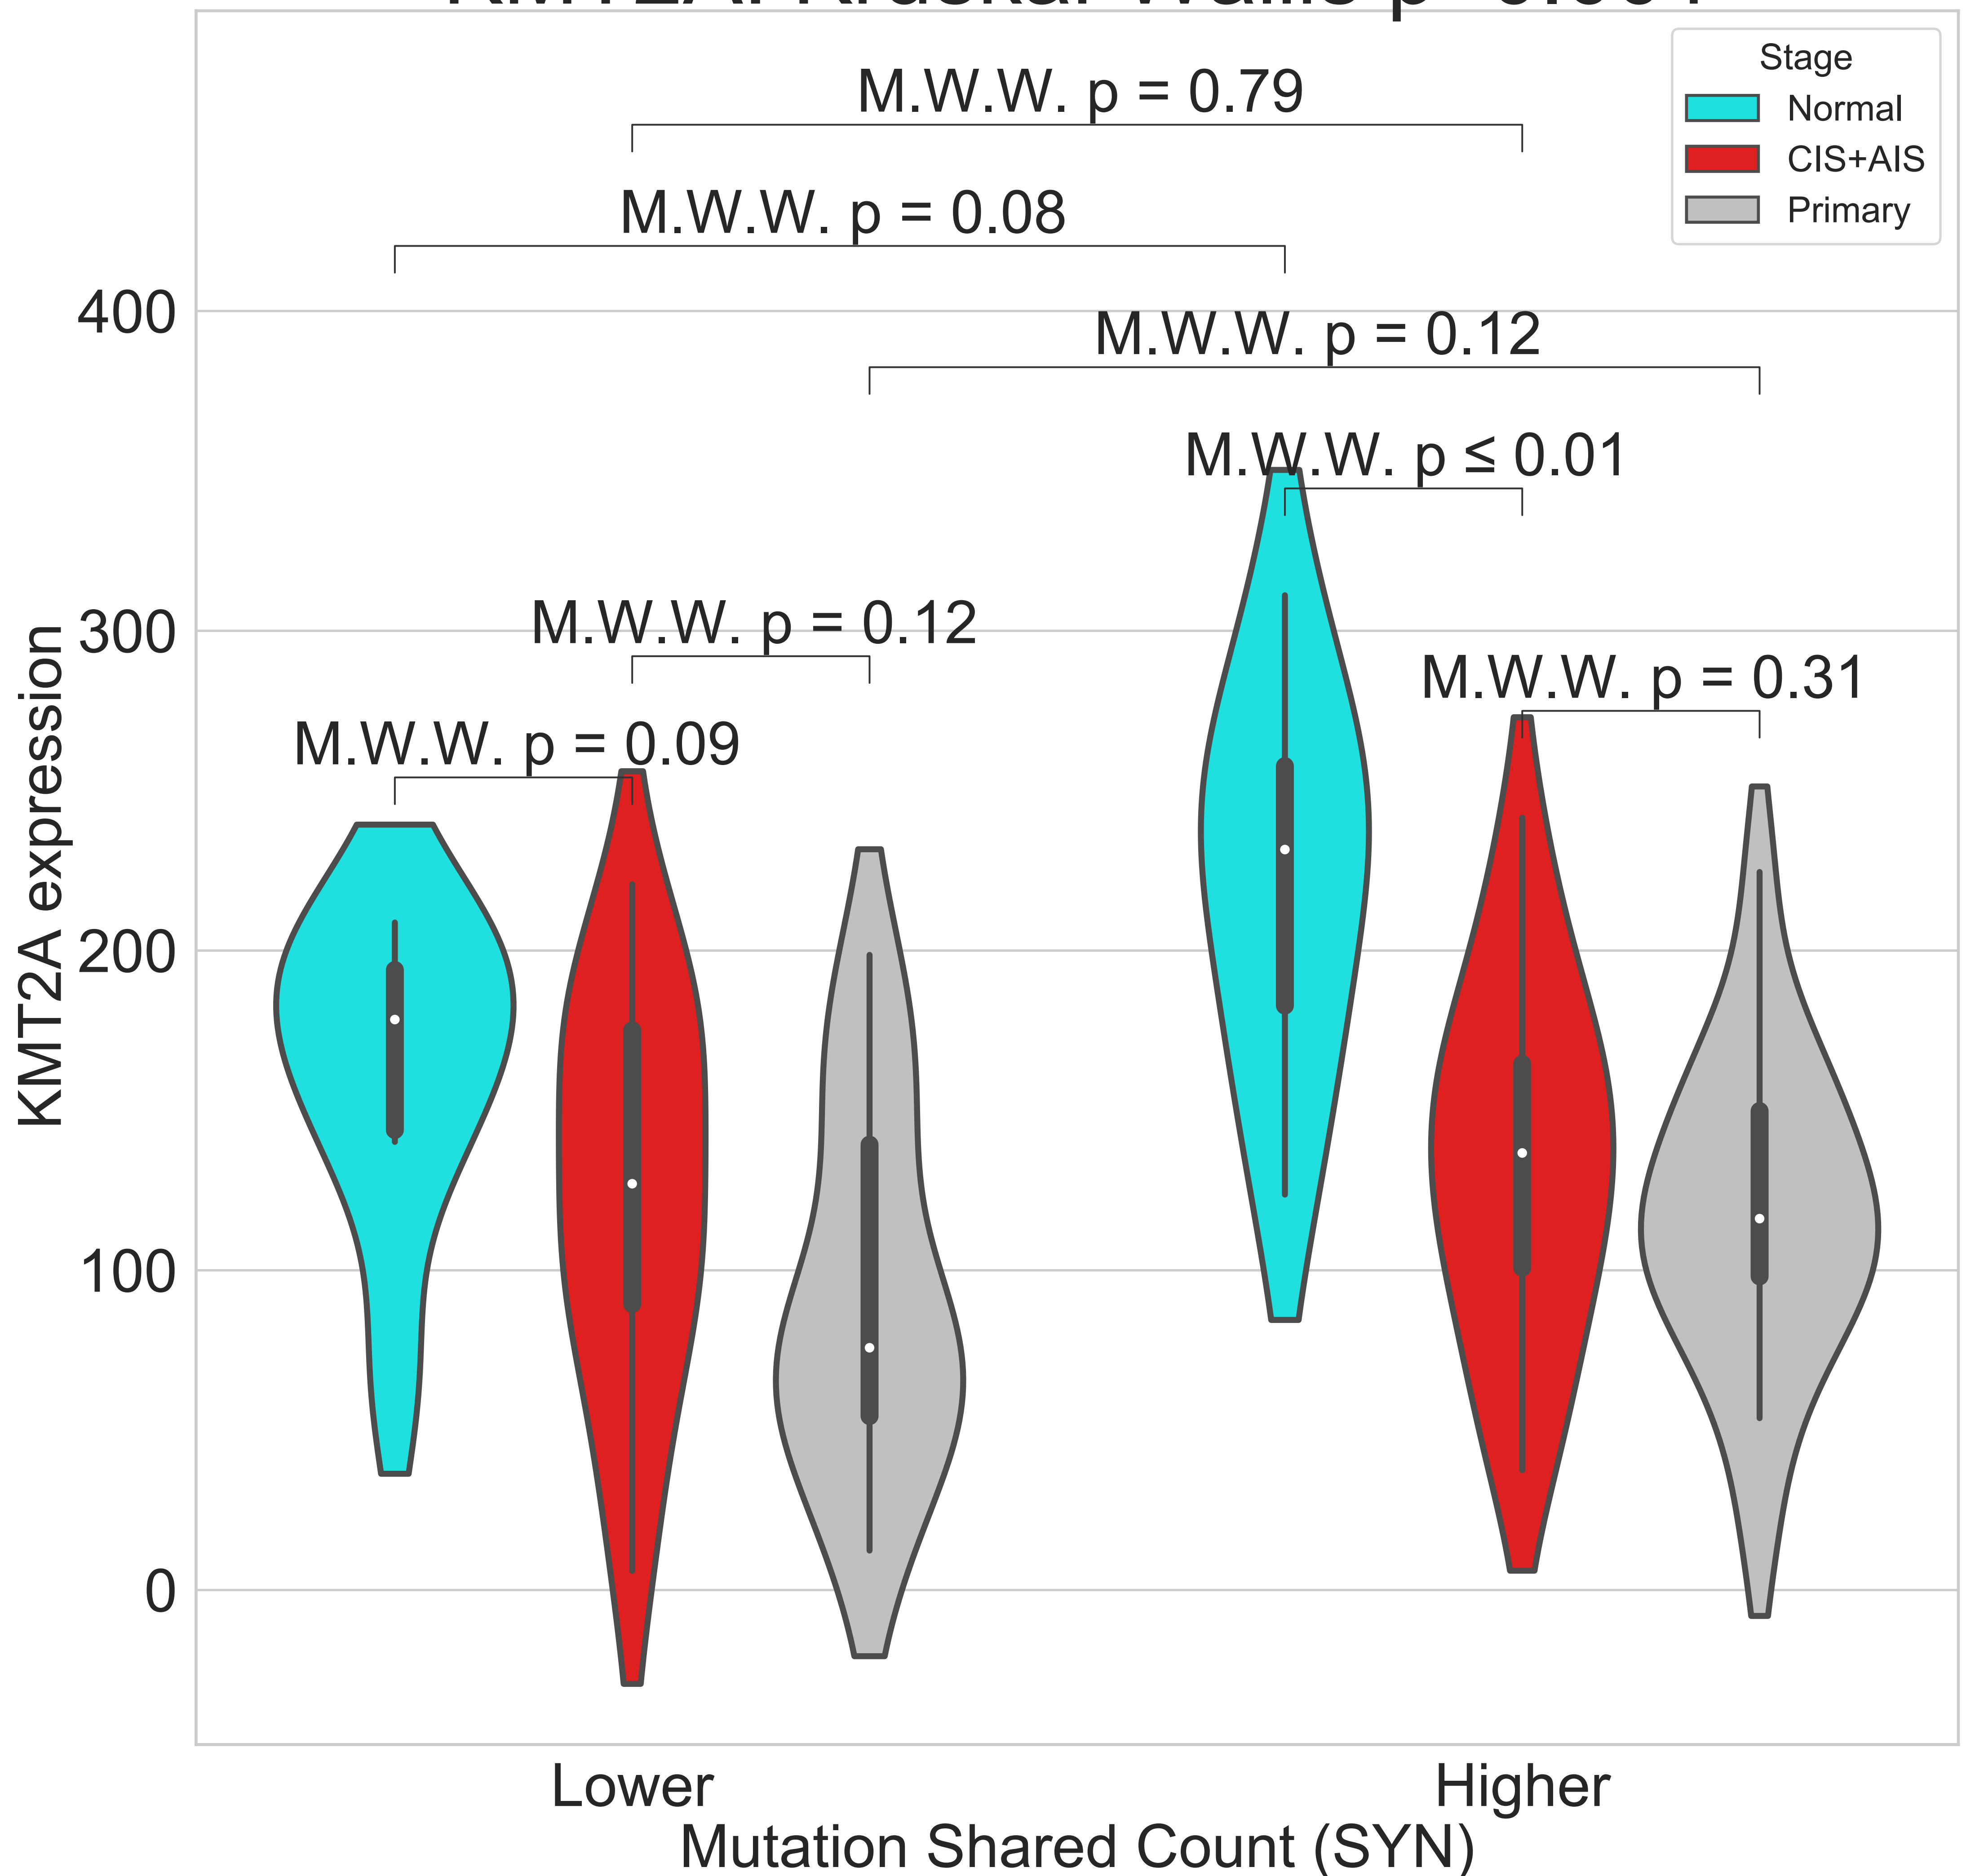 Stage
Normal
CIS+AIS
Primary
M.W.W. p = 0.79
M.W.W. p = 0.08
M.W.W. p = 0.12
M.W.W. p ≤ 0.01
M.W.W. p = 0.12
M.W.W. p = 0.31
M.W.W. p = 0.09
KMT2A expression
400
300
200
100
0
Lower
Higher
Mutation Shared Count (SYN)